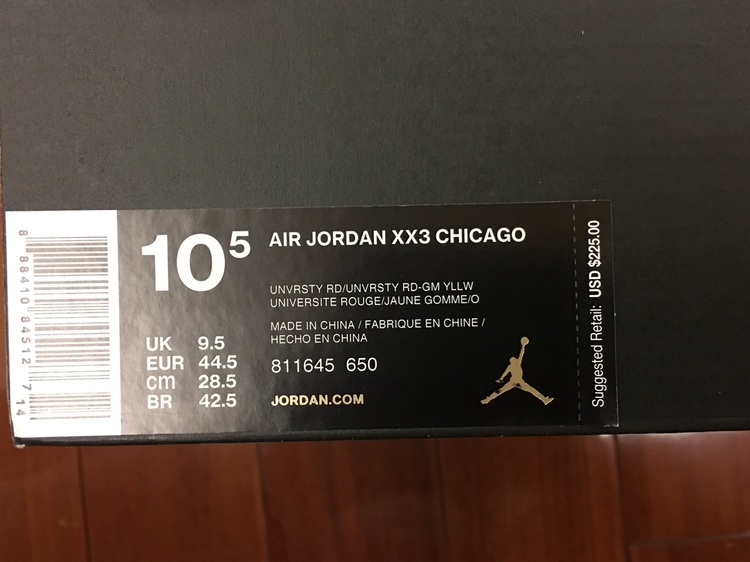 8 88410 84512 7 14
10 5
AIR JORDAN XX3 CHICAGO
UNVRSTY RD/UNVRSTY RD-GM YLLW
UNIVERSITE ROUGE/JAUNE GOMME/O
MADE IN CHINA / FABRIQUE EN CHINE /
HECHO EN CHINA
UK 9.5
EUR 44.5
cm 28.5
BR 42.5
811645 650
JORDAN.COM
Suggested Retail: USD $225.00